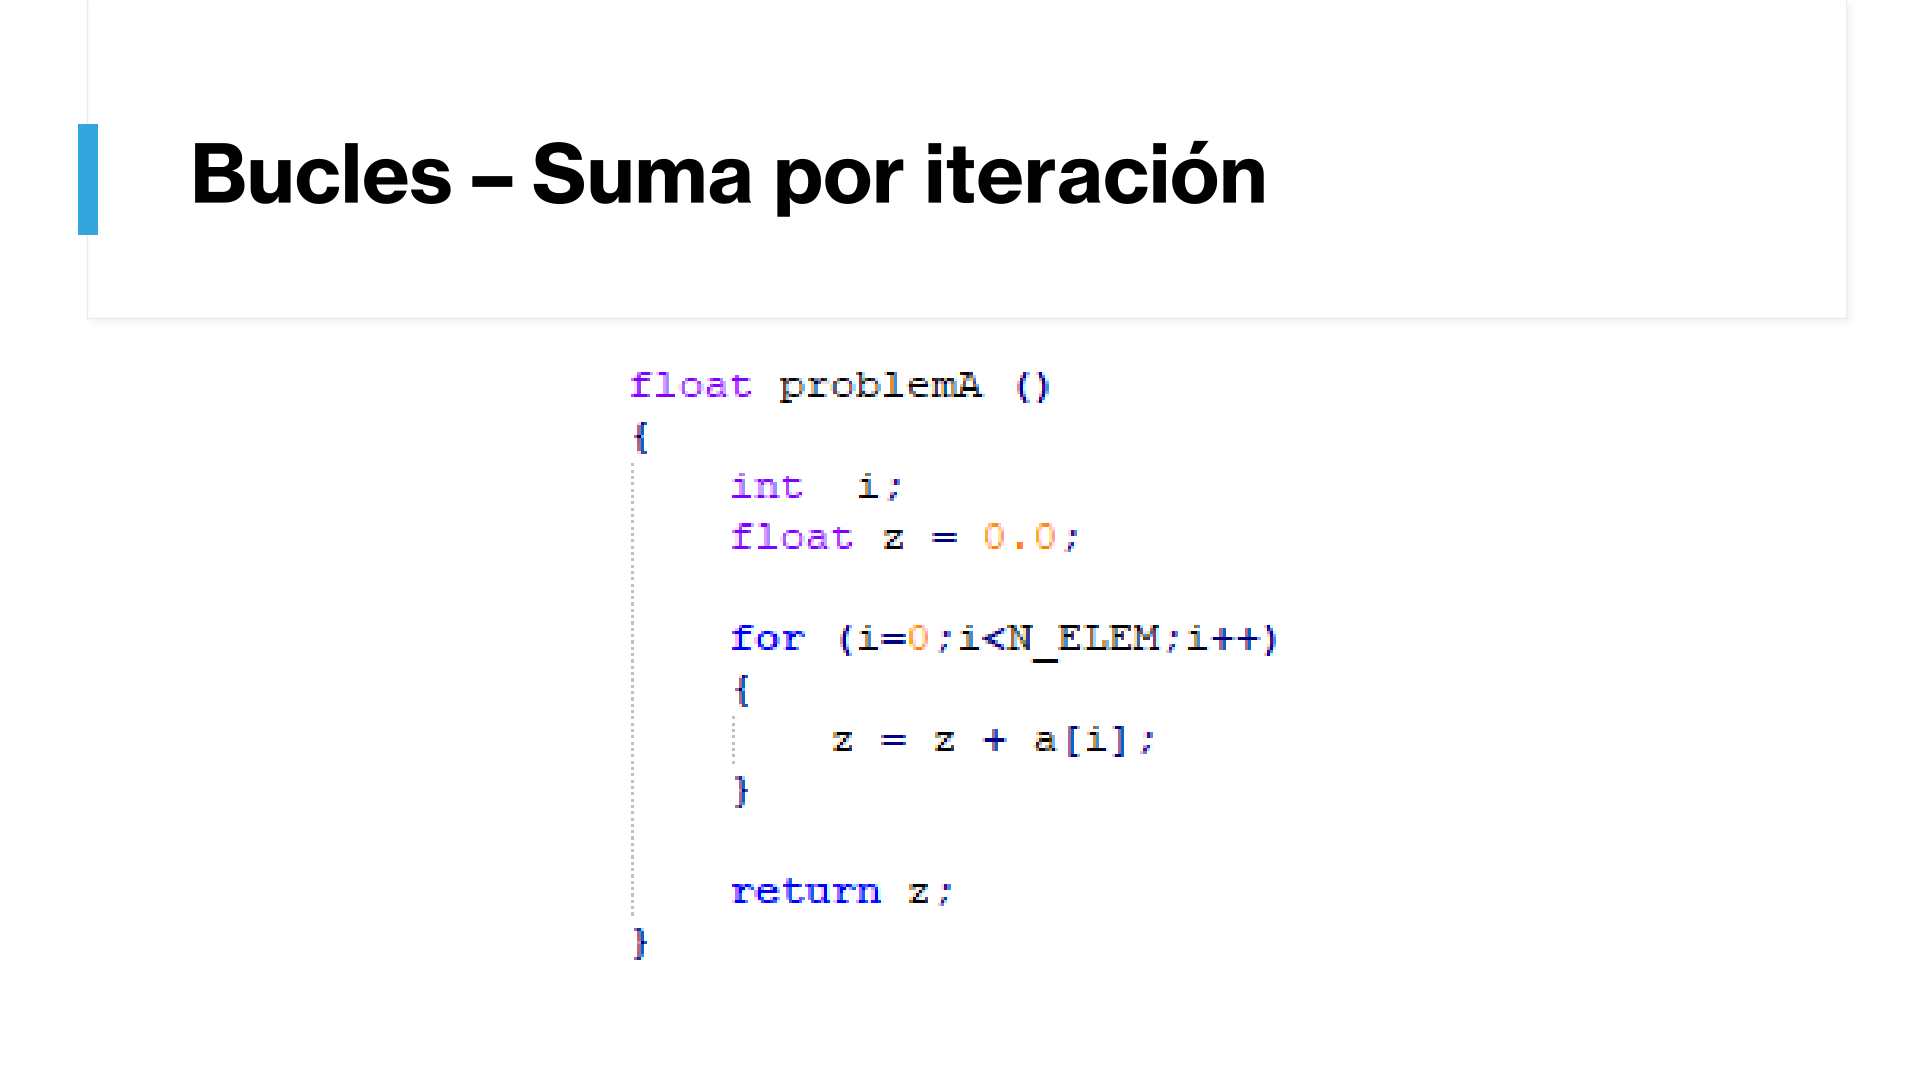 Bucles – Suma por iteración
float problemA ()
{
int  i;
float z = 0.0;
for (i=0;i<N_ELEM;i++)
{
z = z + a[i];
}
return z;
}